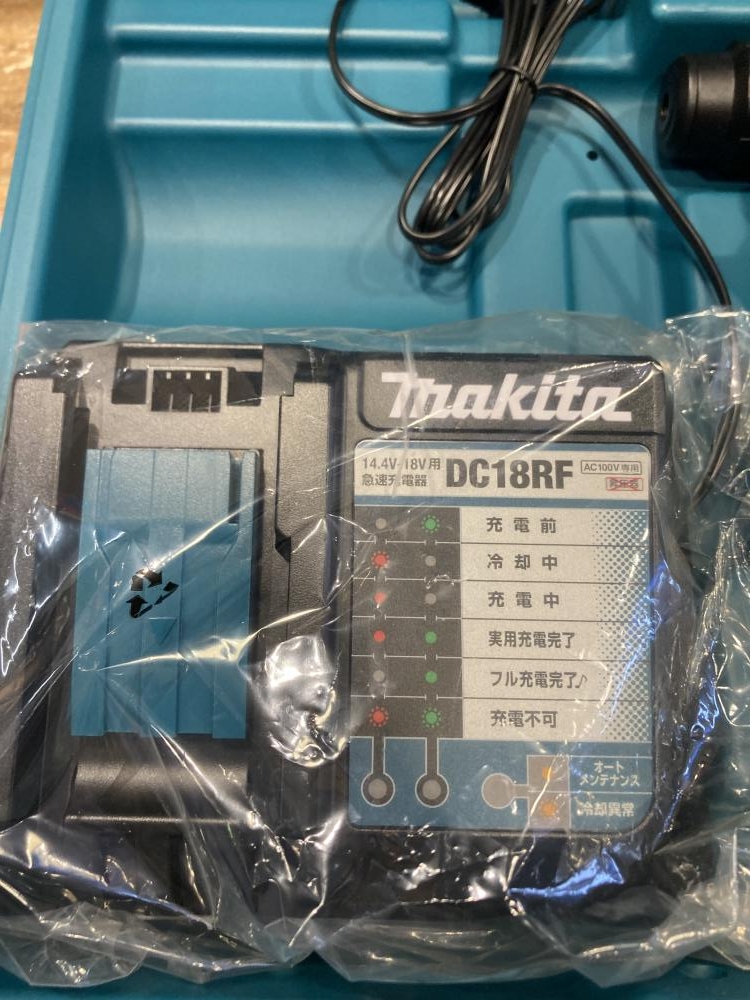 makita
14.4V-18V用
急速充電器
DC18RF
AC100V専用
充電前
冷却中
充電中
実用充電完了
フル充電完了♪
充電不可
オート
メンテナンス
冷却異常